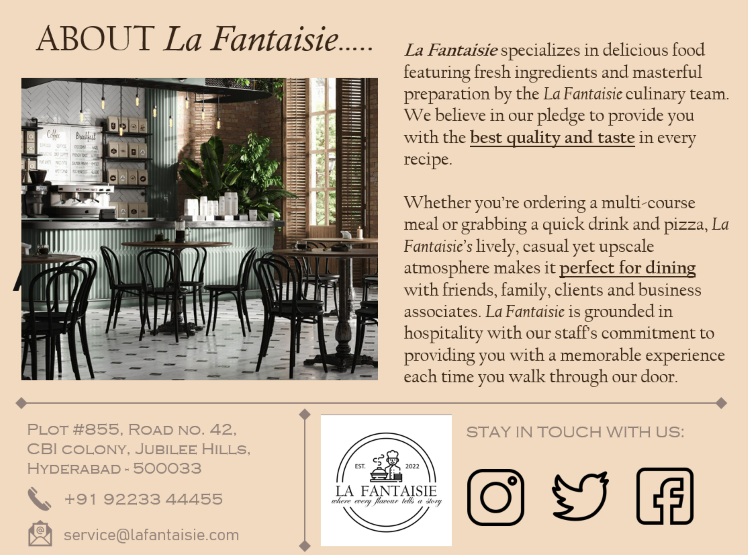 ABOUT La Fantaisie.....
La Fantaisie specializes in delicious food
featuring fresh ingredients and masterful
preparation by the La Fantaisie culinary team.
We believe in our pledge to provide you
with the best quality and taste in every
recipe.
Whether you're ordering a multi-course
meal or grabbing a quick drink and pizza, La
Fantaisie's lively, casual yet upscale
atmosphere makes it perfect for dining
with friends, family, clients and business
associates. La Fantaisie is grounded in
hospitality with our staff's commitment to
providing you with a memorable experience
each time you walk through our door.
Coffee Breakfast
PLOT #855, ROAD NO. 42,
CBI COLONY, JUBILEE HILLS,
HYDERABAD - 500033
+91 92233 44455
service@lafantaisie.com
EST. 2022
LA FANTAISIE
where every flavour tells a story
STAY IN TOUCH WITH US: